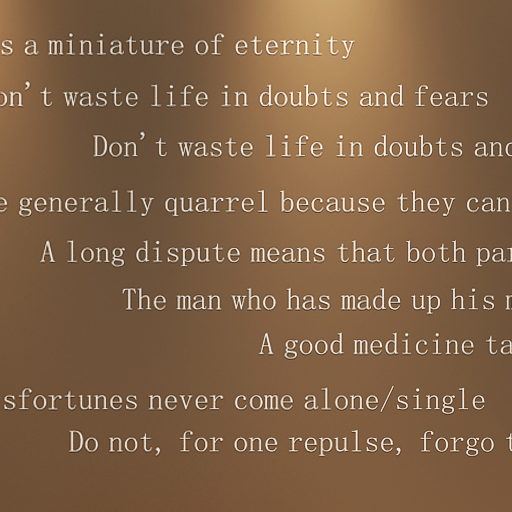 s a miniature of eternity
on't waste life in doubts and fears
Don't waste life in doubts and
e generally quarrel because they can
A long dispute means that both par
The man who has made up his m
A good medicine ta
sfortunes never come alone/single
Do not, for one repulse, forgo t